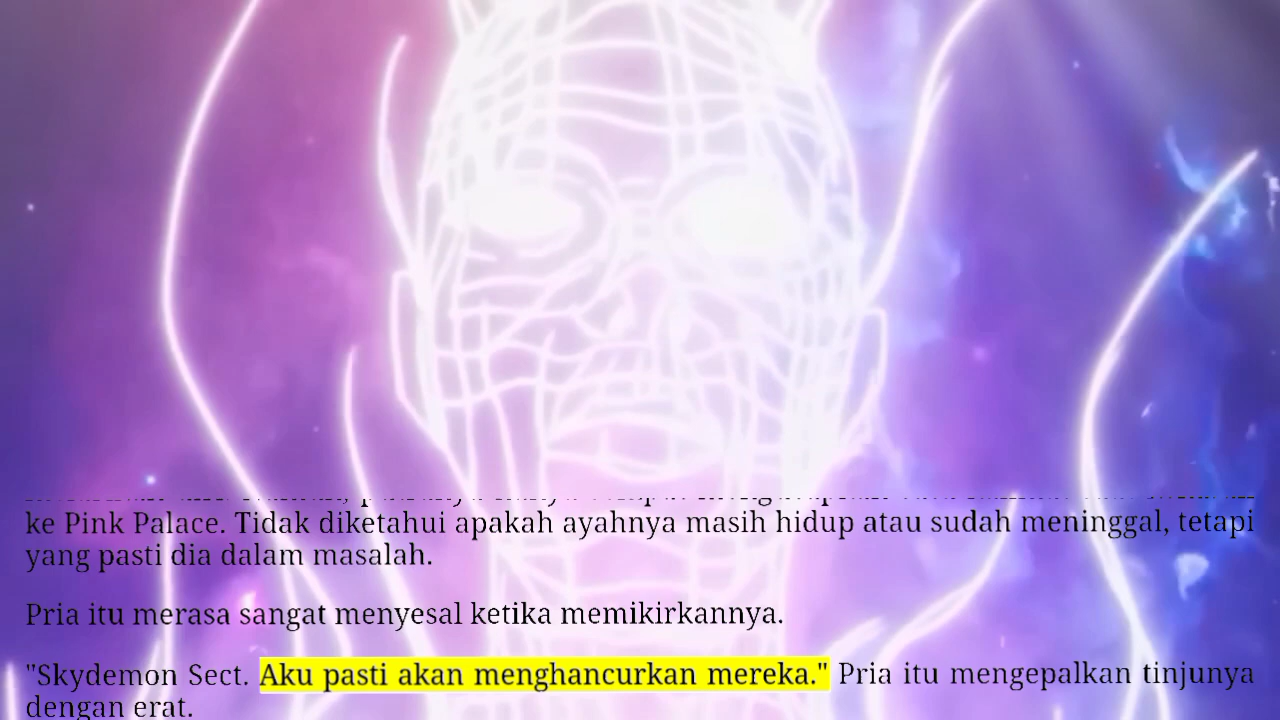 ke Pink Palace. Tidak diketahui apakah ayahnya masih hidup atau sudah meninggal, tetapi
yang pasti dia dalam masalah.
Pria itu merasa sangat menyesal ketika memikirkannya.
"Skydemon Sect. Aku pasti akan menghancurkan mereka." Pria itu mengepalkan tinjunya
dengan erat.